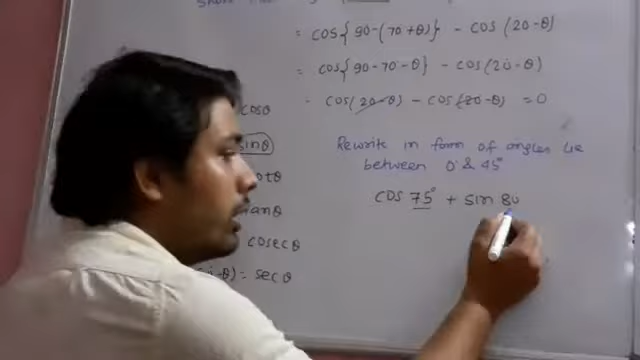 = cos{90-(70+θ)} - cos(20-θ)
= cos{90-70-θ} - cos(20-θ)
- cos(20-θ) - cos(20-θ) = 0
cosθ
sinθ
Rewrite in form of angles lie
between 0° & 45°
otθ
cos 75° + sin 80
tanθ
cosecθ
-θ) = secθ